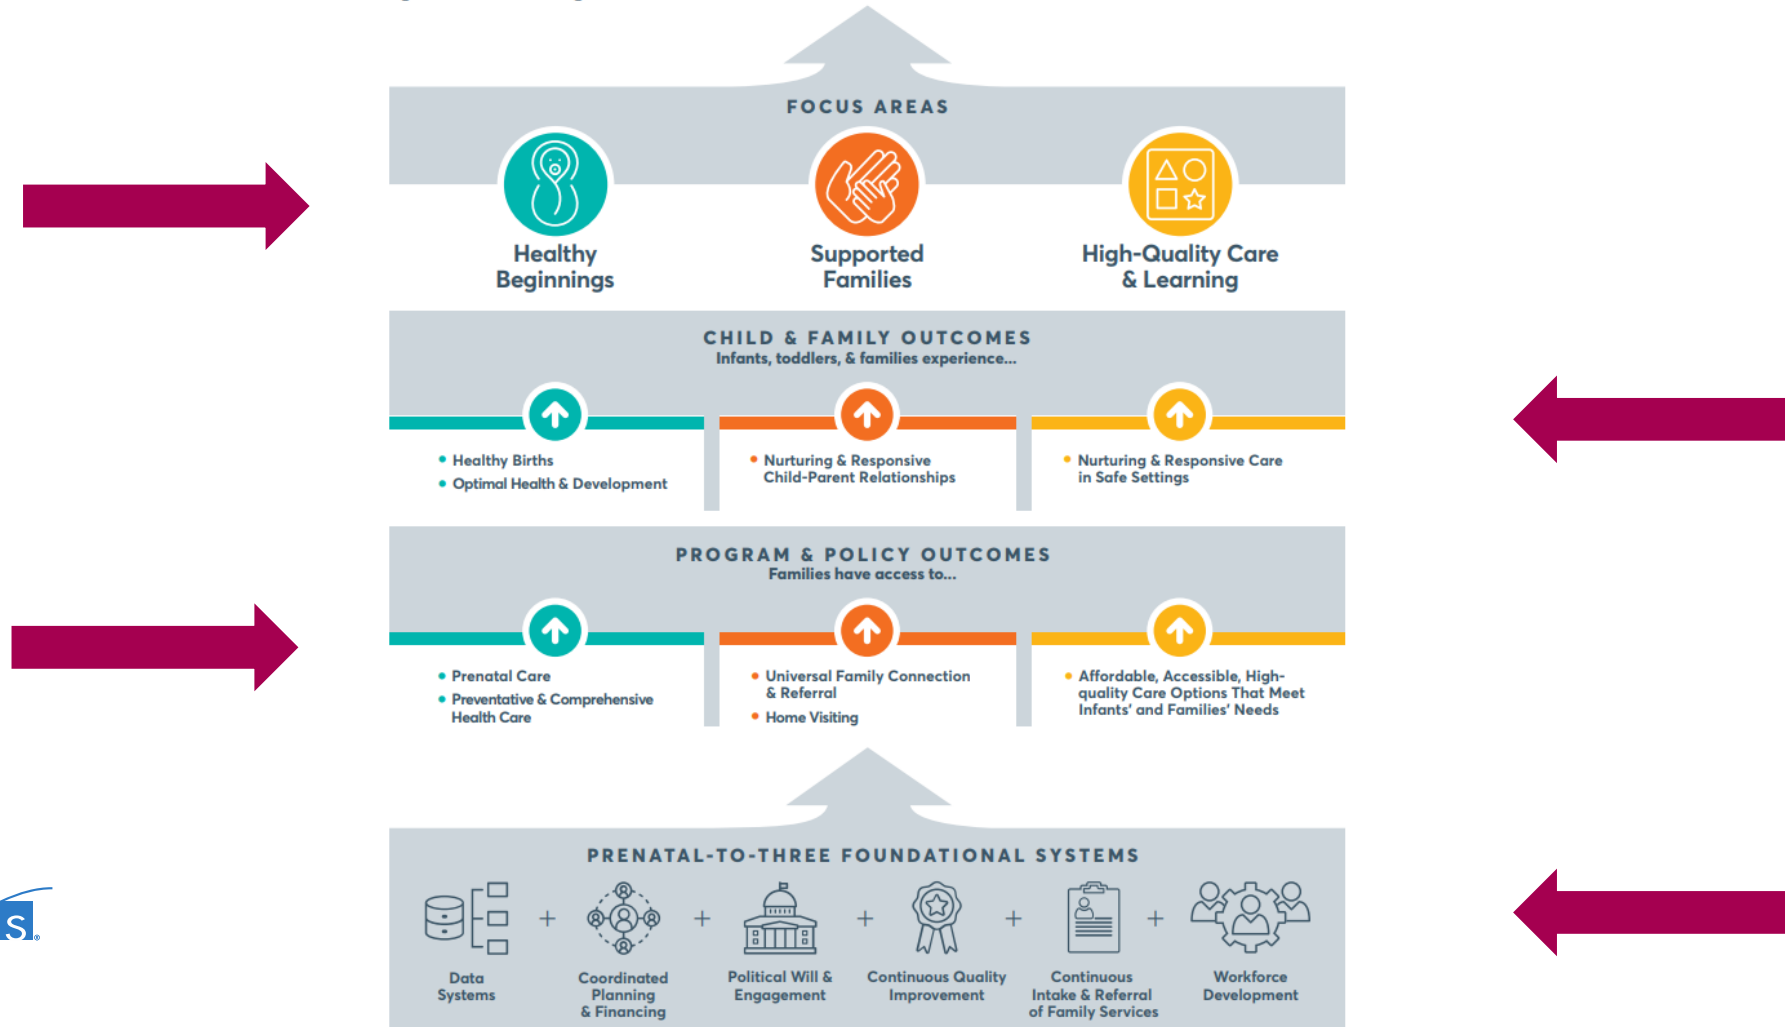 FOCUS AREAS
Healthy
Beginnings
Supported
Families
High-Quality Care
& Learning
CHILD & FAMILY OUTCOMES
Infants, toddlers, & families experience...
• Healthy Births
• Optimal Health & Development
• Nurturing & Responsive
Child-Parent Relationships
• Nurturing & Responsive Care
in Safe Settings
PROGRAM & POLICY OUTCOMES
Families have access to...
• Prenatal Care
• Preventative & Comprehensive
Health Care
• Universal Family Connection
& Referral
• Home Visiting
• Affordable, Accessible, High-
quality Care Options That Meet
Infants' and Families' Needs
PRENATAL-TO-THREE FOUNDATIONAL SYSTEMS
+ + + + +
Data
Systems
Coordinated
Planning
& Financing
Political Will &
Engagement
Continuous Quality
Improvement
Continuous
Intake & Referral
of Family Services
Workforce
Development
S®